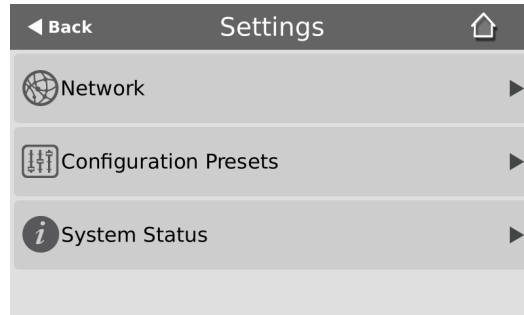 Back Settings
Network
Configuration Presets
i System Status